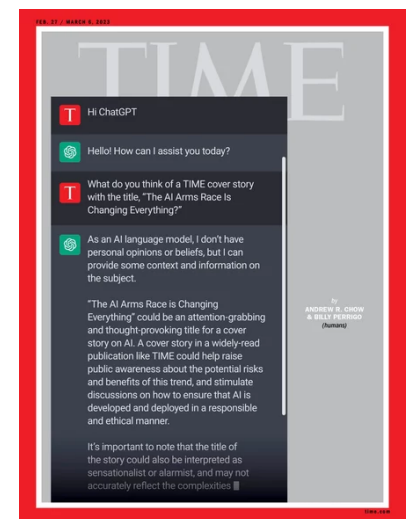 FEB. 27 / MARCH 6, 2023
TIME
T Hi ChatGPT
Hello! How can I assist you today?
T What do you think of a TIME cover story
with the title, "The AI Arms Race Is
Changing Everything?"
As an AI language model, I don't have
personal opinions or beliefs, but I can
provide some context and information on
the subject.
"The AI Arms Race is Changing
Everything" could be an attention-grabbing
and thought-provoking title for a cover
story on AI. A cover story in a widely-read
publication like TIME could help raise
public awareness about the potential risks
and benefits of this trend, and stimulate
discussions on how to ensure that AI is
developed and deployed in a responsible
and ethical manner.
It's important to note that the title of
the story could also be interpreted as
sensationalist or alarmist, and may not
accurately reflect the complexities
by
ANDREW R. CHOW
& BILLY PERRIGO
(humans)
time.com